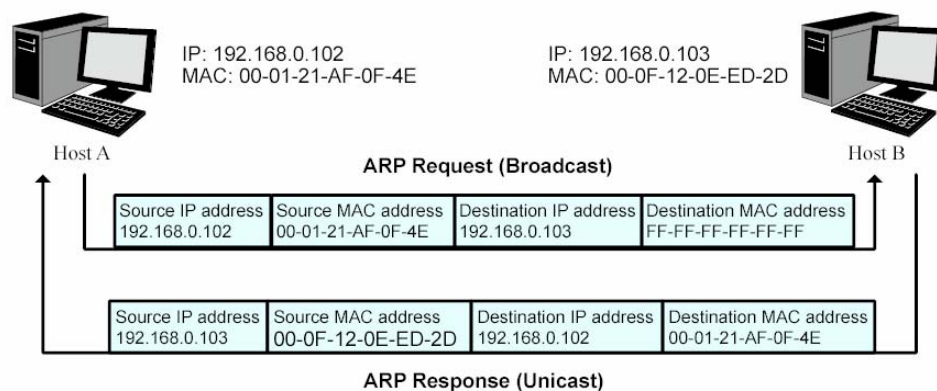 IP: 192.168.0.102
MAC: 00-01-21-AF-0F-4E
IP: 192.168.0.103
MAC: 00-0F-12-0E-ED-2D
Host A
Host B
ARP Request (Broadcast)
Source IP address
192.168.0.102
Source MAC address
00-01-21-AF-0F-4E
Destination IP address
192.168.0.103
Destination MAC address
FF-FF-FF-FF-FF-FF
Source IP address
192.168.0.103
Source MAC address
00-0F-12-0E-ED-2D
Destination IP address
192.168.0.102
Destination MAC address
00-01-21-AF-0F-4E
ARP Response (Unicast)